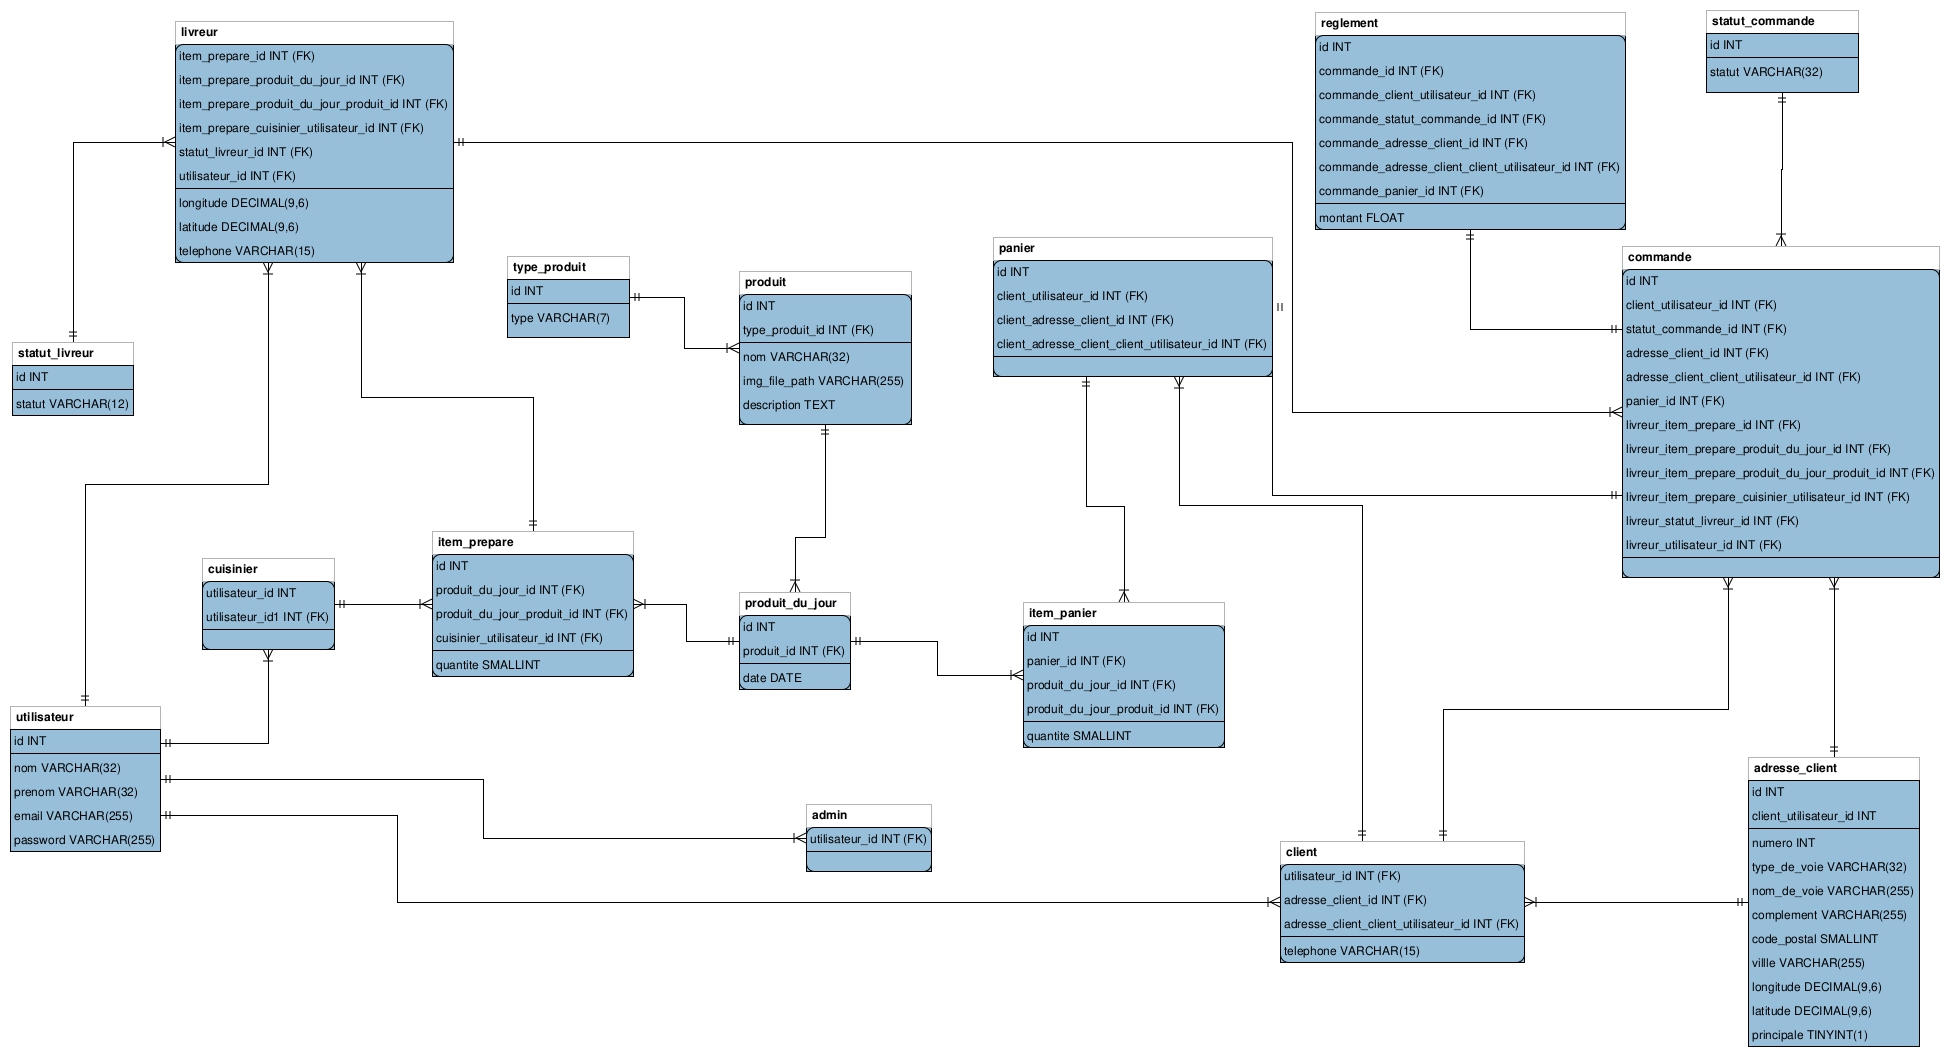 livreur
item_prepare_id INT (FK)
item_prepare_produit_du_jour_id INT (FK)
item_prepare_produit_du_jour_produit_id INT (FK)
item_prepare_cuisinier_utilisateur_id INT (FK)
statut_livreur_id INT (FK)
utilisateur_id INT (FK)
longitude DECIMAL(9,6)
latitude DECIMAL(9,6)
telephone VARCHAR(15)
reglement
id INT
commande_id INT (FK)
commande_client_utilisateur_id INT (FK)
commande_statut_commande_id INT (FK)
commande_adresse_client_id INT (FK)
commande_adresse_client_client_utilisateur_id INT (FK)
commande_panier_id INT (FK)
montant FLOAT
statut_commande
id INT
statut VARCHAR(32)
type_produit
id INT
type VARCHAR(7)
produit
id INT
type_produit_id INT (FK)
nom VARCHAR(32)
img_file_path VARCHAR(255)
description TEXT
panier
id INT
client_utilisateur_id INT (FK)
client_adresse_client_id INT (FK)
client_adresse_client_client_utilisateur_id INT (FK)
commande
id INT
client_utilisateur_id INT (FK)
statut_commande_id INT (FK)
adresse_client_id INT (FK)
adresse_client_client_utilisateur_id INT (FK)
panier_id INT (FK)
livreur_item_prepare_id INT (FK)
livreur_item_prepare_produit_du_jour_id INT (FK)
livreur_item_prepare_produit_du_jour_produit_id INT (FK)
livreur_item_prepare_cuisinier_utilisateur_id INT (FK)
livreur_statut_livreur_id INT (FK)
livreur_utilisateur_id INT (FK)
statut_livreur
id INT
statut VARCHAR(12)
cuisinier
utilisateur_id INT
utilisateur_id1 INT (FK)
item_prepare
id INT
produit_du_jour_id INT (FK)
produit_du_jour_produit_id INT (FK)
cuisinier_utilisateur_id INT (FK)
quantite SMALLINT
produit_du_jour
id INT
produit_id INT (FK)
date DATE
item_panier
id INT
panier_id INT (FK)
produit_du_jour_id INT (FK)
produit_du_jour_produit_id INT (FK)
quantite SMALLINT
utilisateur
id INT
nom VARCHAR(32)
prenom VARCHAR(32)
email VARCHAR(255)
password VARCHAR(255)
admin
utilisateur_id INT (FK)
client
utilisateur_id INT (FK)
adresse_client_id INT (FK)
adresse_client_client_utilisateur_id INT (FK)
telephone VARCHAR(15)
adresse_client
id INT
client_utilisateur_id INT
numero INT
type_de_voie VARCHAR(32)
nom_de_voie VARCHAR(255)
complement VARCHAR(255)
code_postal SMALLINT
villle VARCHAR(255)
longitude DECIMAL(9,6)
latitude DECIMAL(9,6)
principale TINYINT(1)